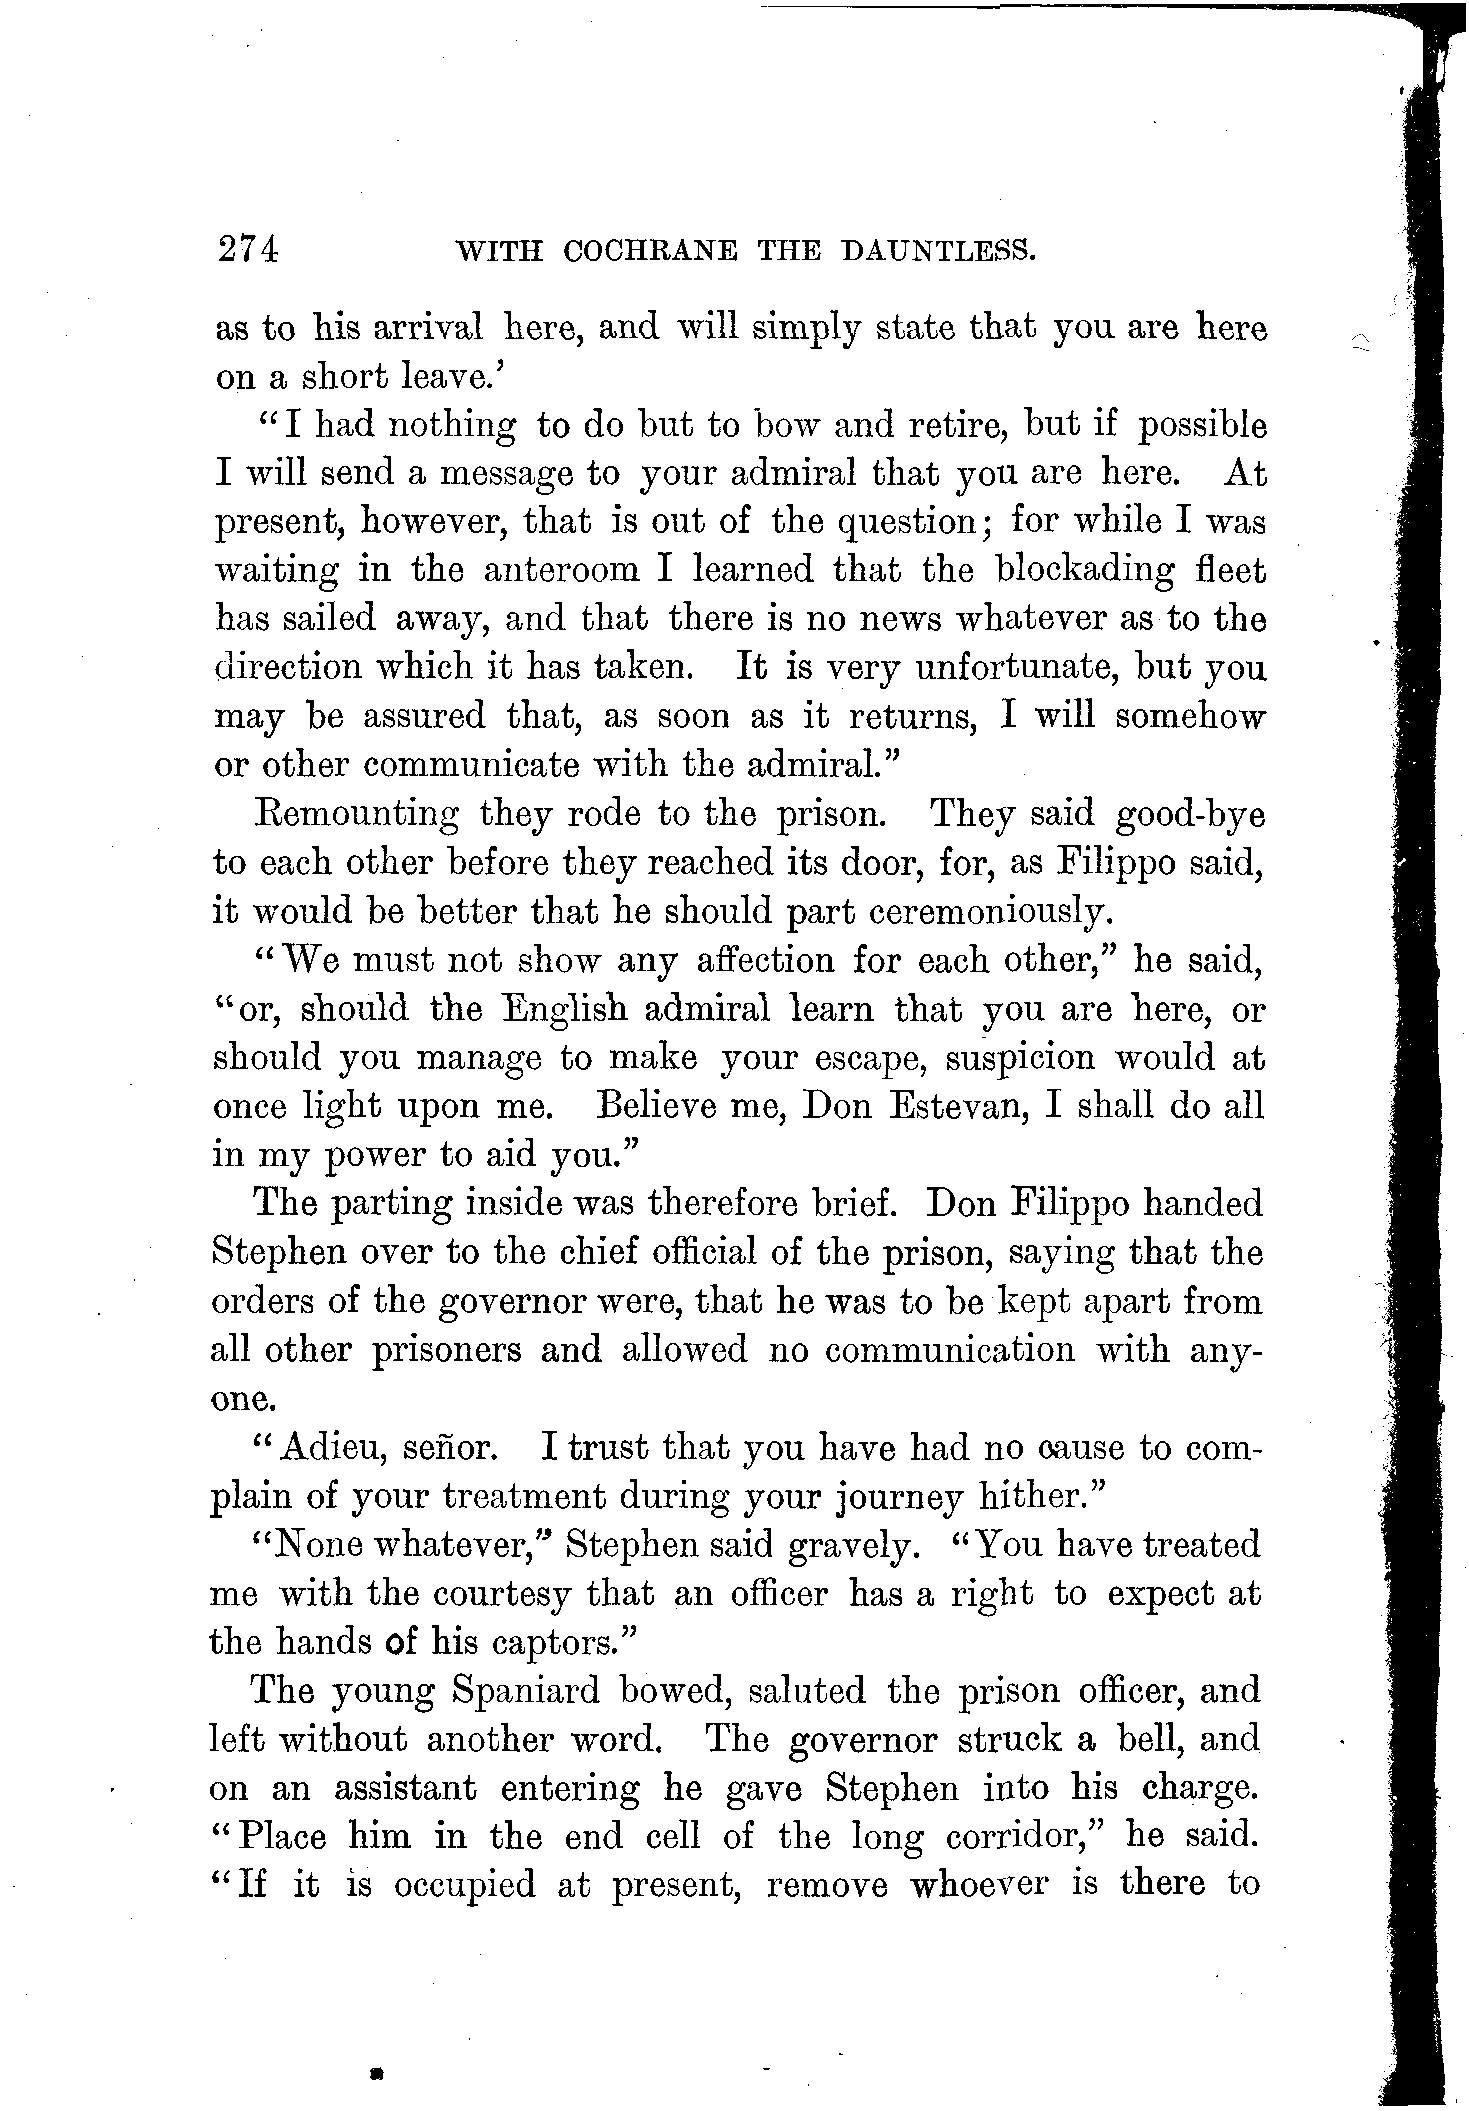 274 WITH COCHRANE THE DAUNTLESS.
as to his arrival here, and will simply state that you are here
on a short leave.'
"I had nothing to do but to bow and retire, but if possible
I will send a message to your admiral that you are here. At
present, however, that is out of the question; for while I was
waiting in the anteroom I learned that the blockading fleet
has sailed away, and that there is no news whatever as to the
direction which it has taken. It is very unfortunate, but you
may be assured that, as soon as it returns, I will somehow
or other communicate with the admiral."
Remounting they rode to the prison. They said good-bye
to each other before they reached its door, for, as Filippo said,
it would be better that he should part ceremoniously.
"We must not show any affection for each other," he said,
"or, should the English admiral learn that you are here, or
should you manage to make your escape, suspicion would at
once light upon me. Believe me, Don Estevan, I shall do all
in my power to aid you."
The parting inside was therefore brief. Don Filippo handed
Stephen over to the chief official of the prison, saying that the
orders of the governor were, that he was to be kept apart from
all other prisoners and allowed no communication with any-
one.
"Adieu, señor. I trust that you have had no cause to com-
plain of your treatment during your journey hither."
"None whatever," Stephen said gravely. "You have treated
me with the courtesy that an officer has a right to expect at
the hands of his captors."
The young Spaniard bowed, saluted the prison officer, and
left without another word. The governor struck a bell, and
on an assistant entering he gave Stephen into his charge.
"Place him in the end cell of the long corridor," he said.
"If it is occupied at present, remove whoever is there to